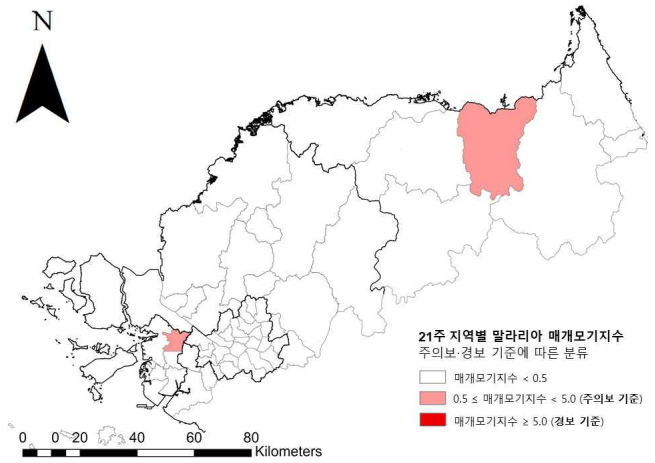 N
21주 지역별 말라리아 매개모기지수
주의보·경보 기준에 따른 분류
매개모기지수 < 0.5
0.5 ≤ 매개모기지수 < 5.0 (주의보 기준)
매개모기지수 ≥ 5.0 (경보 기준)
0 0 20 40 60 80
Kilometers